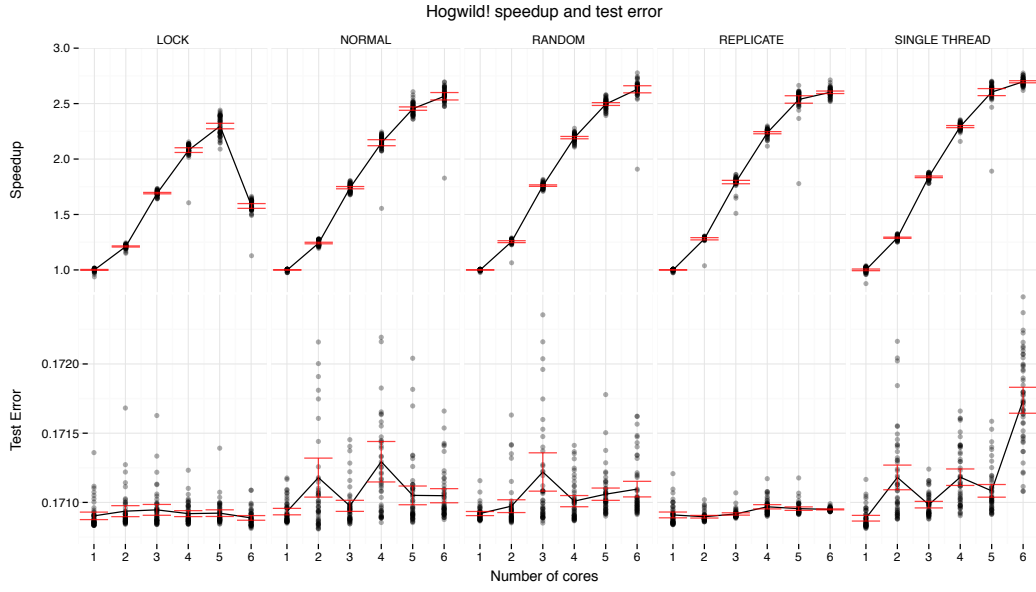 Hogwild! speedup and test error
LOCK NORMAL RANDOM REPLICATE SINGLE THREAD
Speedup
3.0
2.5
2.0
1.5
1.0
Test Error
0.1720
0.1715
0.1710
1 2 3 4 5 6 1 2 3 4 5 6 1 2 3 4 5 6 1 2 3 4 5 6 1 2 3 4 5 6
Number of cores